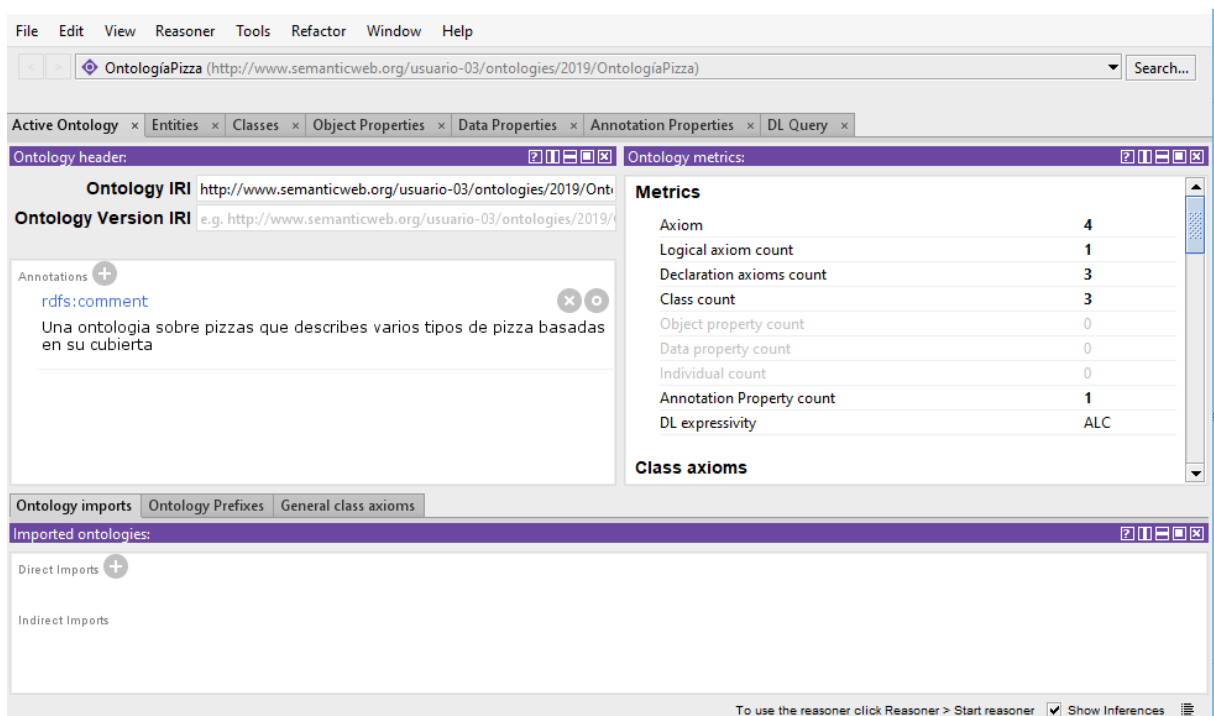 File Edit View Reasoner Tools Refactor Window Help
< > OntologíaPizza (http://www.semanticweb.org/usuario-03/ontologies/2019/OntologíaPizza) Search...
Active Ontology × Entities × Classes × Object Properties × Data Properties × Annotation Properties × DL Query ×
Ontology header:
Ontology IRI http://www.semanticweb.org/usuario-03/ontologies/2019/Onto
Ontology Version IRI e.g. http://www.semanticweb.org/usuario-03/ontologies/2019/
Annotations
rdfs:comment
Una ontologia sobre pizzas que describes varios tipos de pizza basadas
en su cubierta
Ontology metrics:
Metrics
Axiom 4
Logical axiom count 1
Declaration axioms count 3
Class count 3
Object property count 0
Data property count 0
Individual count 0
Annotation Property count 1
DL expressivity ALC
Class axioms
Ontology imports Ontology Prefixes General class axioms
Imported ontologies:
Direct Imports
Indirect Imports
To use the reasoner click Reasoner > Start reasoner Show Inferences